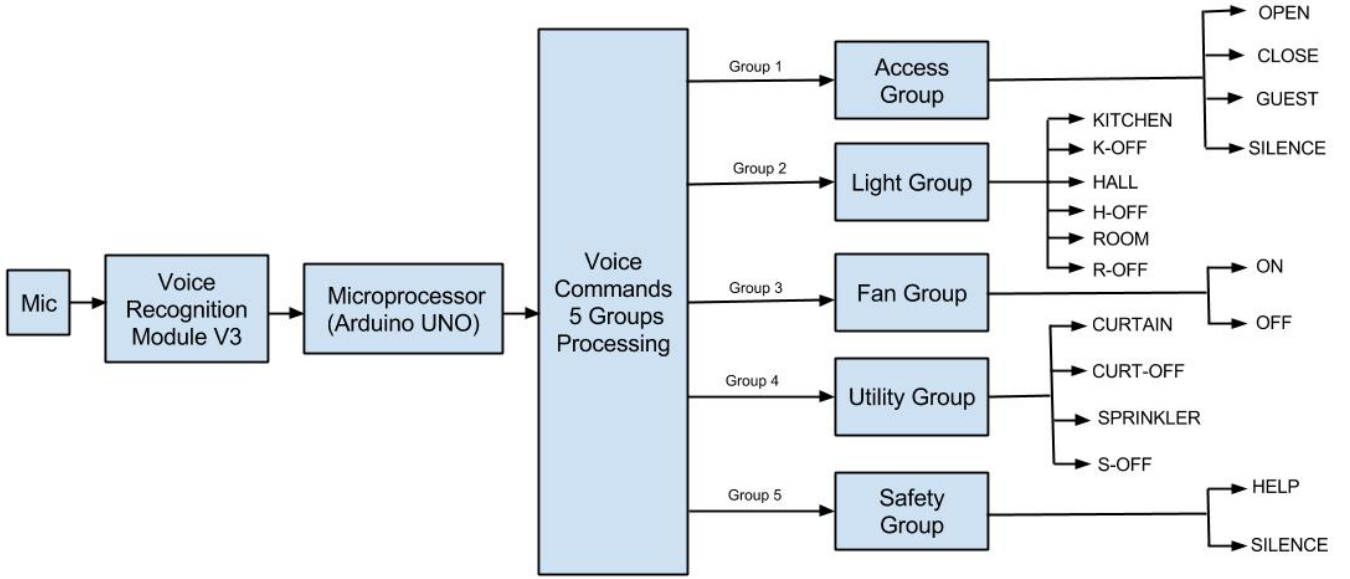 Mic
Voice
Recognition
Module V3
Microprocessor
(Arduino UNO)
Voice
Commands
5 Groups
Processing
Group 1
Access
Group
OPEN
CLOSE
GUEST
SILENCE
Group 2
Light Group
KITCHEN
K-OFF
HALL
H-OFF
ROOM
R-OFF
Group 3
Fan Group
ON
OFF
Group 4
Utility Group
CURTAIN
CURT-OFF
SPRINKLER
S-OFF
Group 5
Safety
Group
HELP
SILENCE